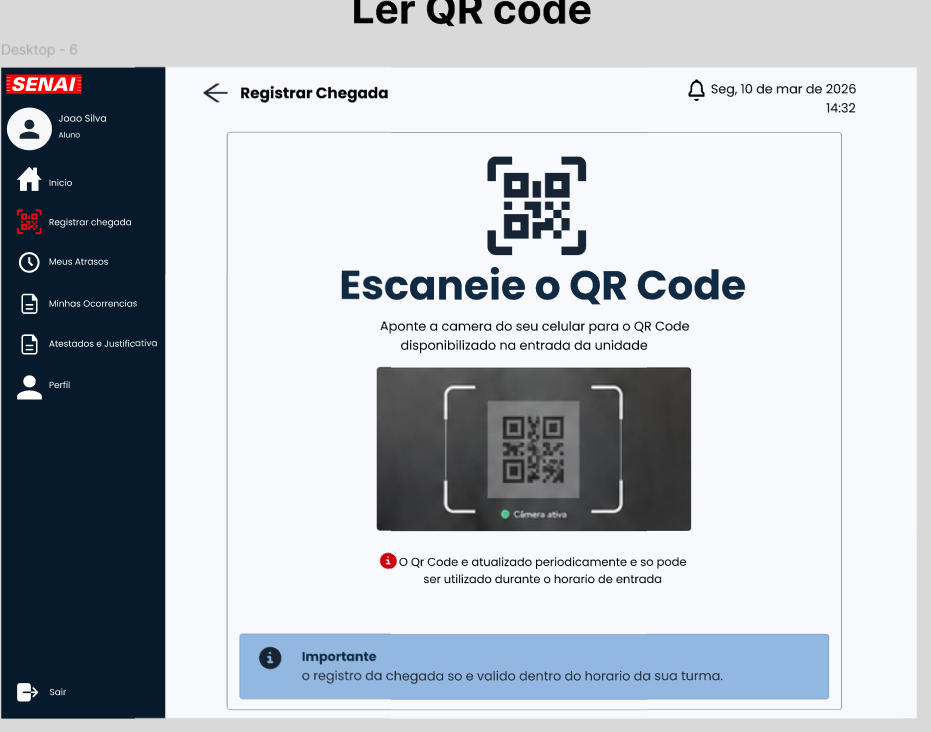 Ler QR code
Desktop - 6
SENAI
Joao Silva
Aluno
Inicio
Registrar chegada
Meus Atrasos
Minhas Ocorrencias
Atestados e Justificativa
Perfil
Sair
Registrar Chegada
Seg, 10 de mar de 2026
14:32
Escaneie o QR Code
Aponte a camera do seu celular para o QR Code
disponibilizado na entrada da unidade
Câmera ativa
O Qr Code e atualizado periodicamente e so pode
ser utilizado durante o horario de entrada
Importante
o registro da chegada so e valido dentro do horario da sua turma.